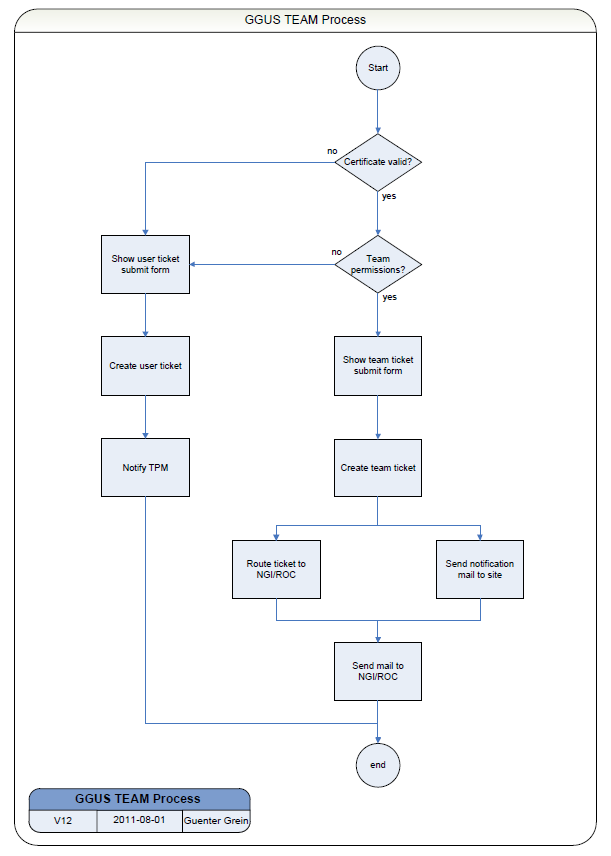 GGUS TEAM Process
Start
no
Certificate valid?
yes
no
Show user ticket
submit form
Team
permissions?
yes
Create user ticket
Show team ticket
submit form
Notify TPM
Create team ticket
Route ticket to
NGI/ROC
Send notification
mail to site
Send mail to
NGI/ROC
end
GGUS TEAM Process
V12
2011-08-01
Guenter Grein